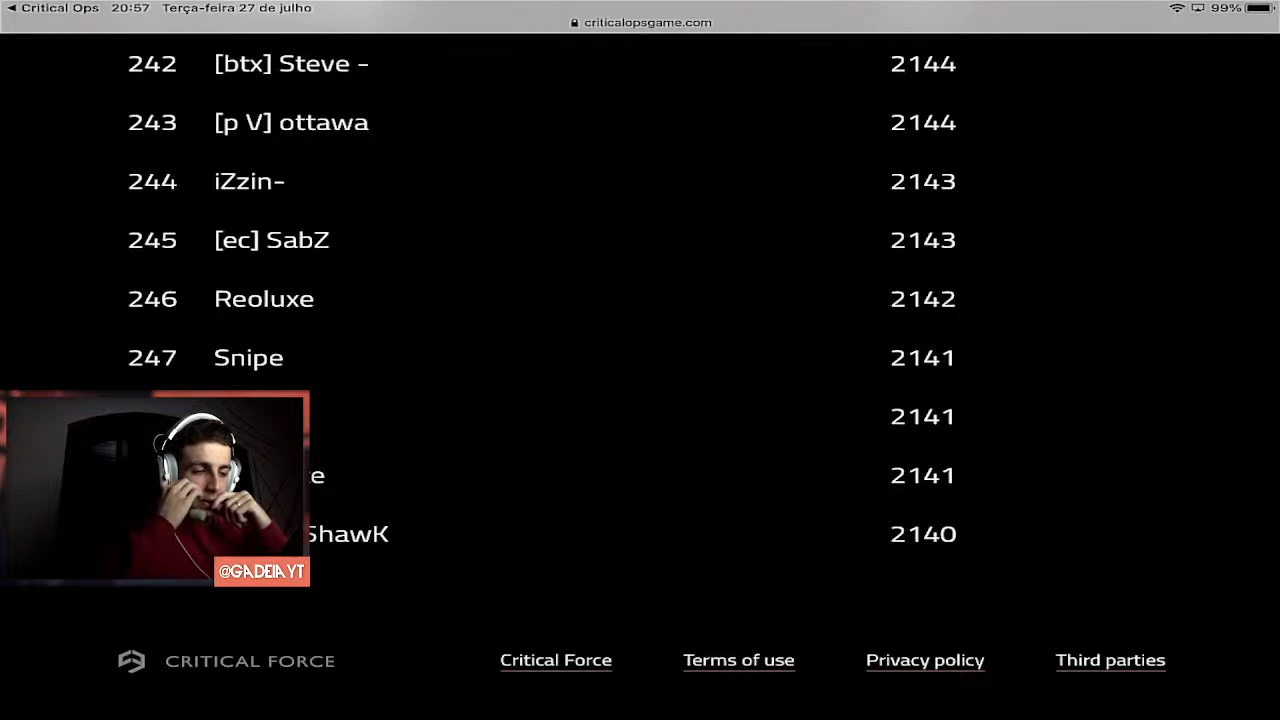 Critical Ops 20:57 Terça-feira 27 de julho 99%
criticalopsgame.com
242 [btx] Steve - 2144
243 [p V] ottawa 2144
244 iZzin- 2143
245 [ec] SabZ 2143
246 Reoluxe 2142
247 Snipe 2141
2141
e 2141
ShawK 2140
@GADEIAYT
CRITICAL FORCE Critical Force Terms of use Privacy policy Third parties